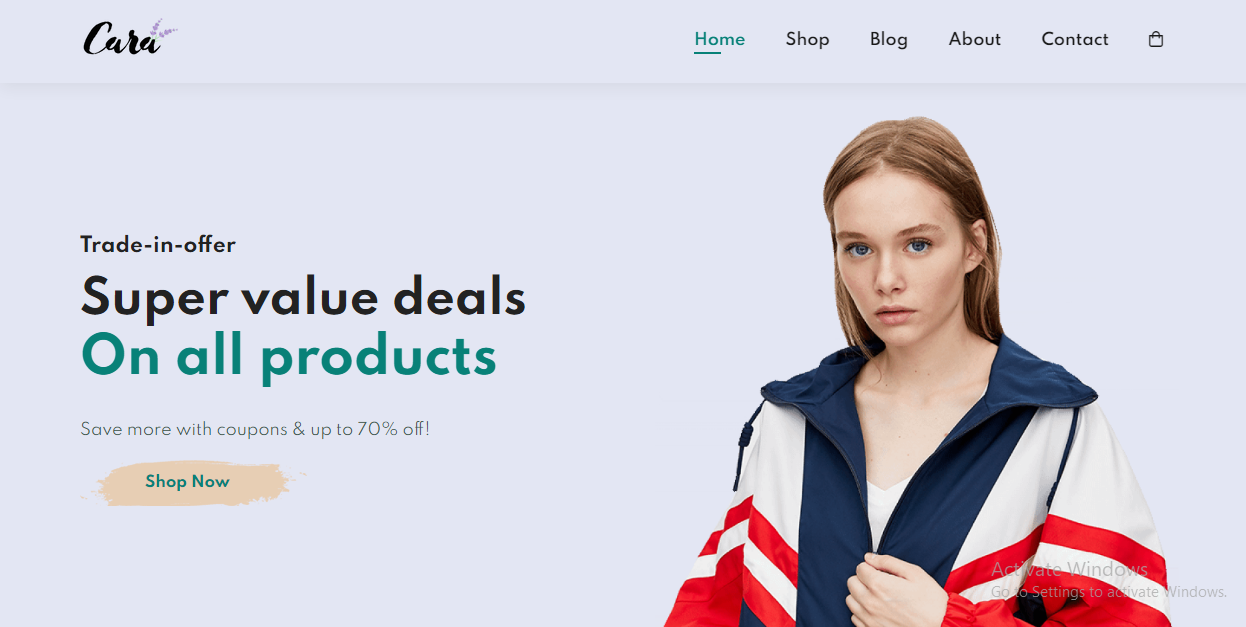 Cara
Home Shop Blog About Contact
Trade-in-offer
Super value deals
On all products
Save more with coupons & up to 70% off!
Shop Now
Activate Windows
Go to Settings to activate Windows.